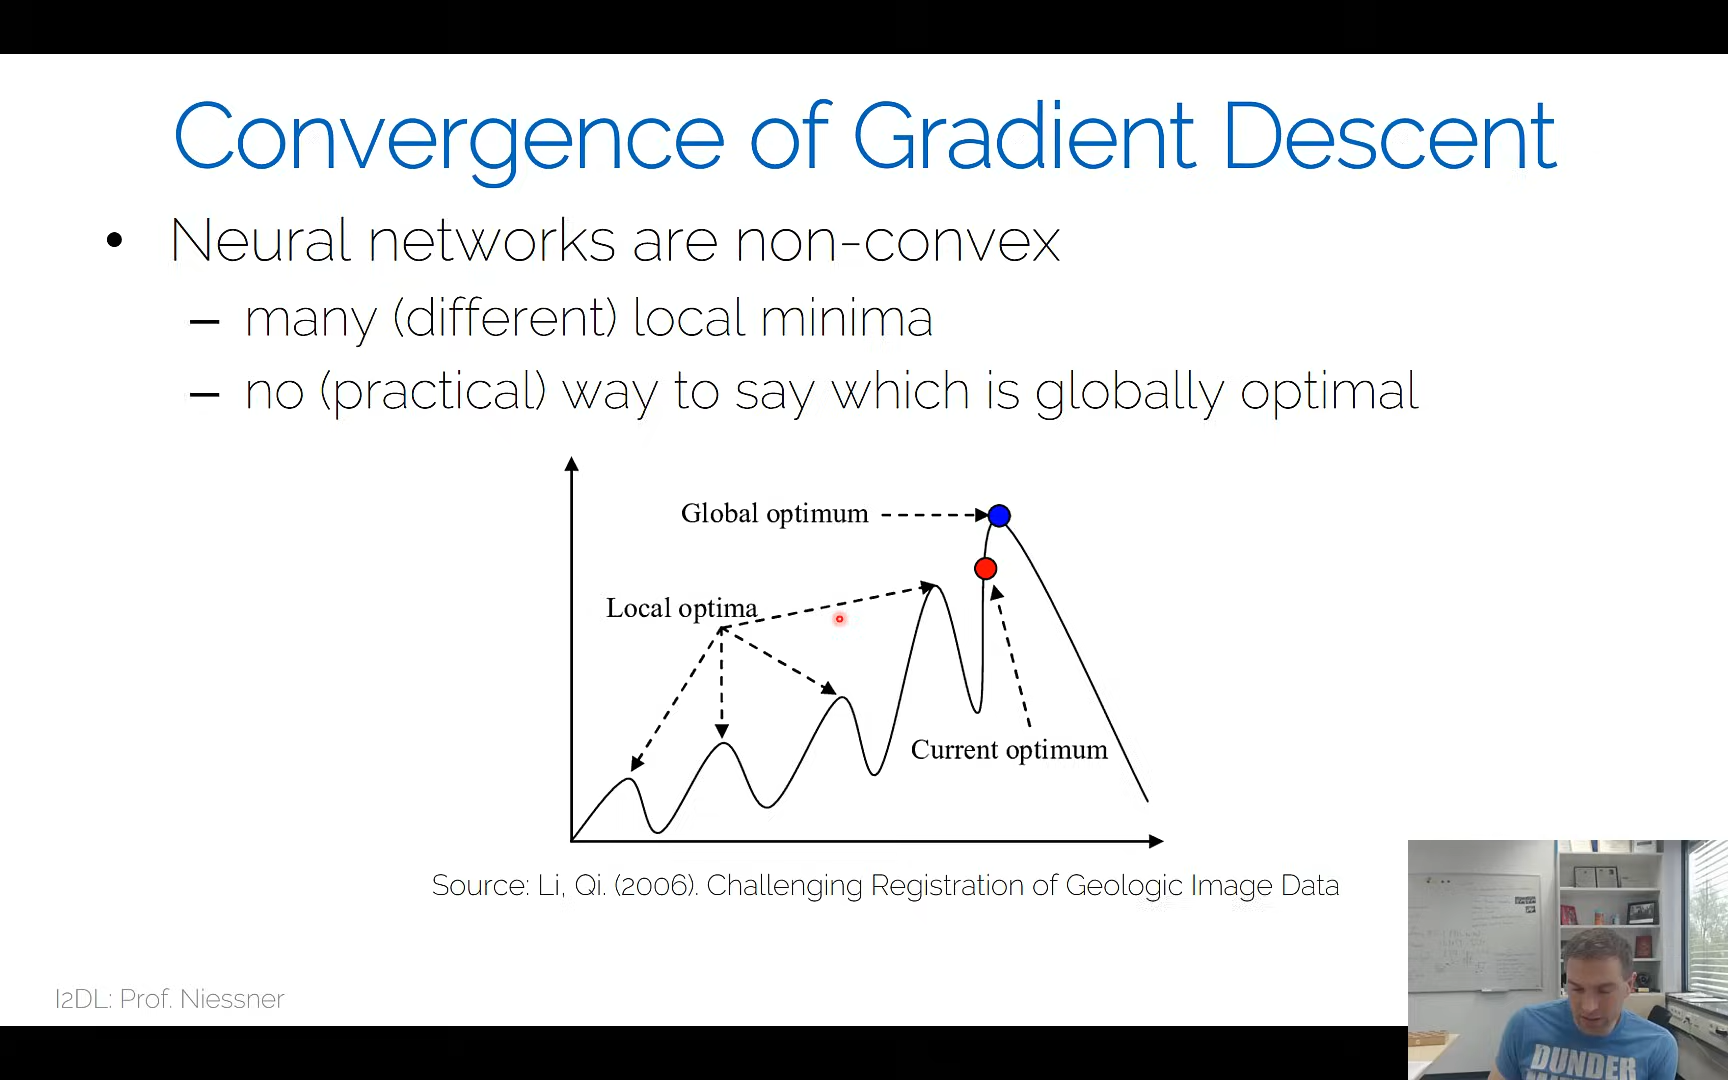 Convergence of Gradient Descent
• Neural networks are non-convex
– many (different) local minima
– no (practical) way to say which is globally optimal
Global optimum
Local optima
Current optimum
Source: Li, Qi. (2006). Challenging Registration of Geologic Image Data
I2DL: Prof. Niessner
DUNDER